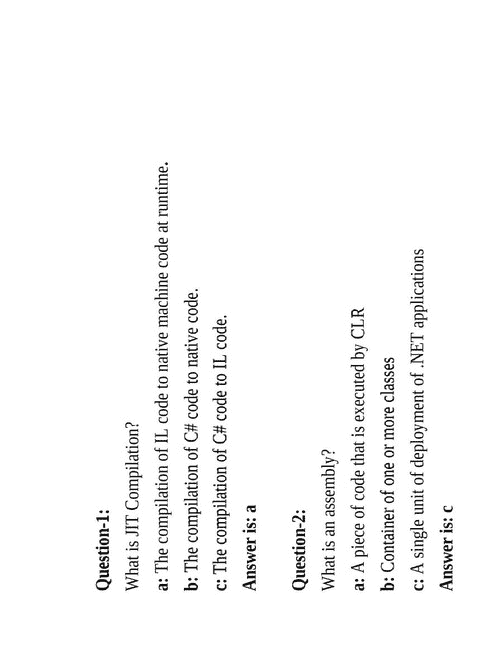 Question-1:
What is JIT Compilation?
a: The compilation of IL code to native machine code at runtime.
b: The compilation of C# code to native code.
c: The compilation of C# code to IL code.
Answer is: a
Question-2:
What is an assembly?
a: A piece of code that is executed by CLR
b: Container of one or more classes
c: A single unit of deployment of .NET applications
Answer is: c